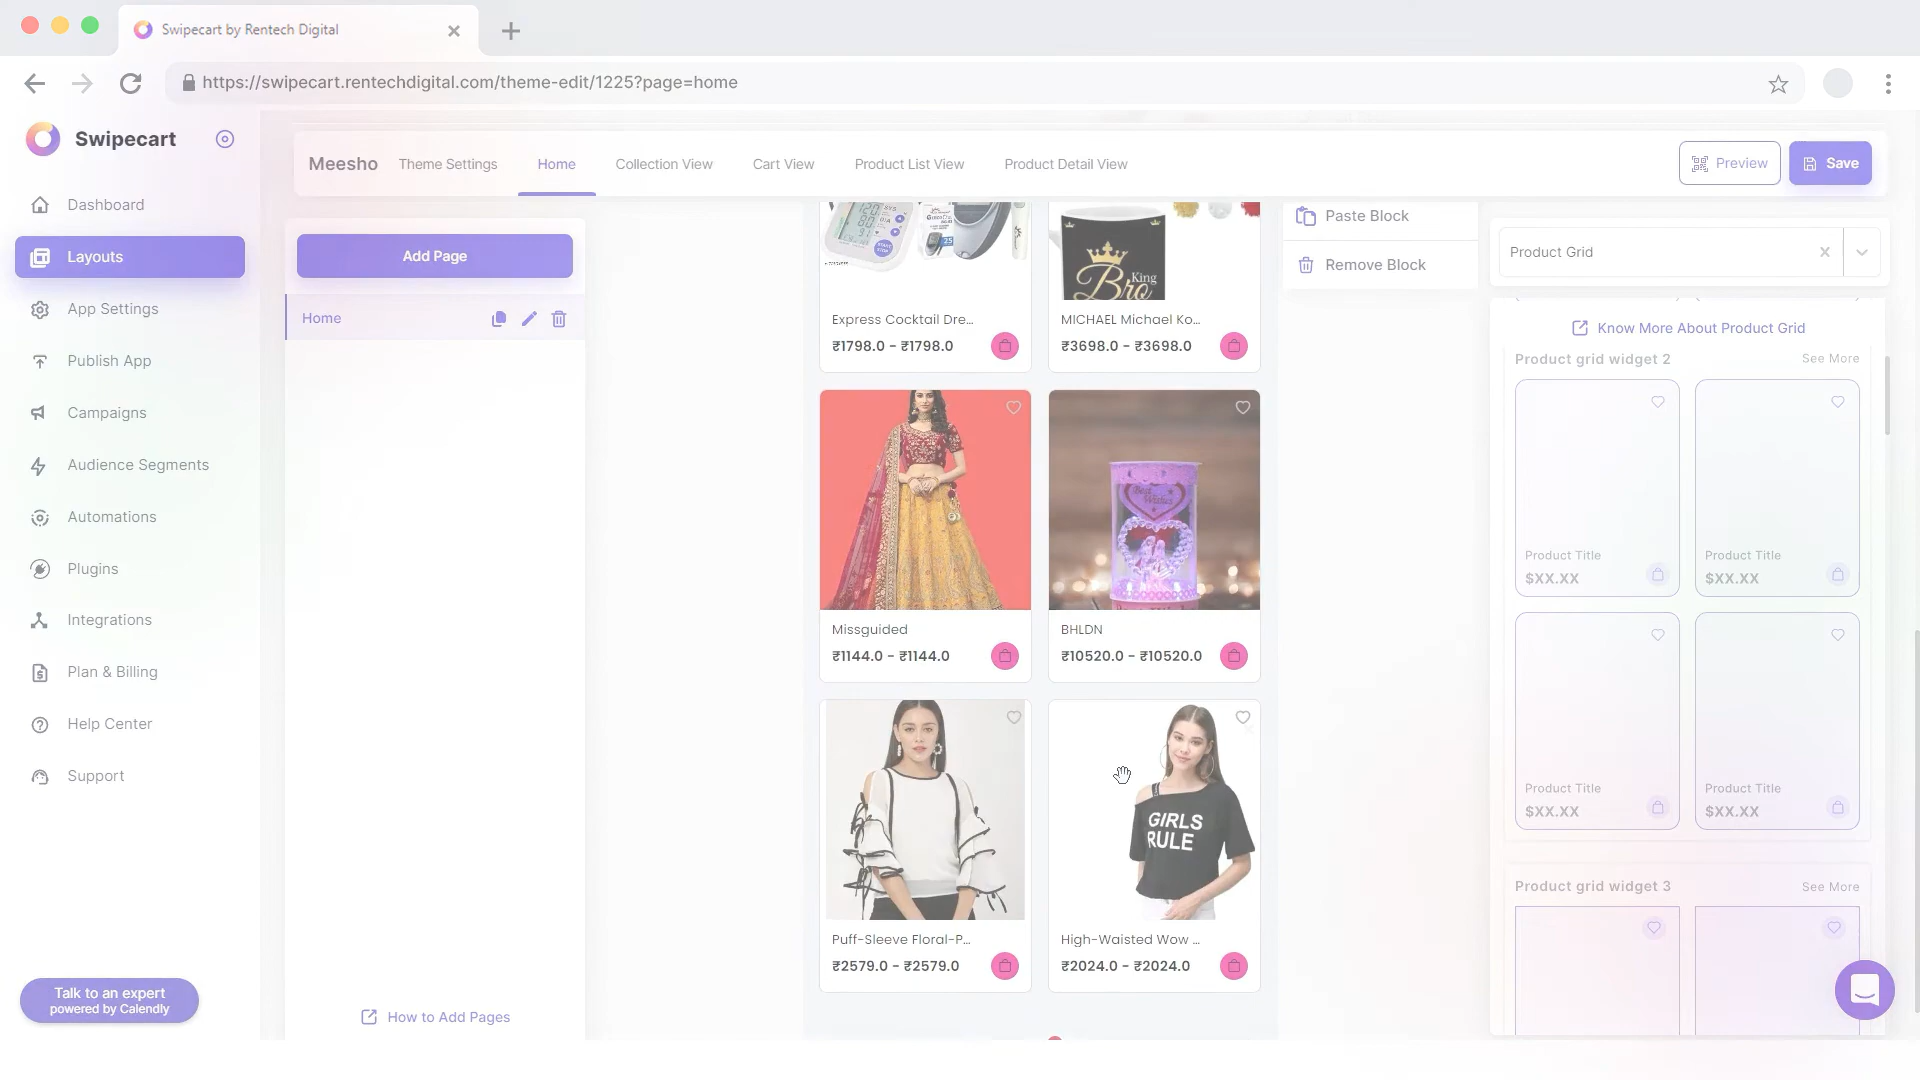 Swipecart by Rentech Digital
https://swipecart.rentechdigital.com/theme-edit/1225?page=home
Swipecart
Dashboard
Layouts
App Settings
Publish App
Campaigns
Audience Segments
Automations
Plugins
Integrations
Plan & Billing
Help Center
Support
Talk to an expert
powered by Calendly
Meesho Theme Settings Home Collection View Cart View Product List View Product Detail View
Preview Save
Add Page
Home
How to Add Pages
King
Bro
Express Cocktail Dre...
₹1798.0 - ₹1798.0
MICHAEL Michael Ko...
₹3698.0 - ₹3698.0
Missguided
₹1144.0 - ₹1144.0
Best
Wishes
BHLDN
₹10520.0 - ₹10520.0
GIRLS
RULE
Puff-Sleeve Floral-P...
₹2579.0 - ₹2579.0
High-Waisted Wow ...
₹2024.0 - ₹2024.0
Paste Block
Remove Block
Product Grid
Know More About Product Grid
Product grid widget 2 See More
Product Title
$XX.XX
Product Title
$XX.XX
Product Title
$XX.XX
Product Title
$XX.XX
Product grid widget 3 See More